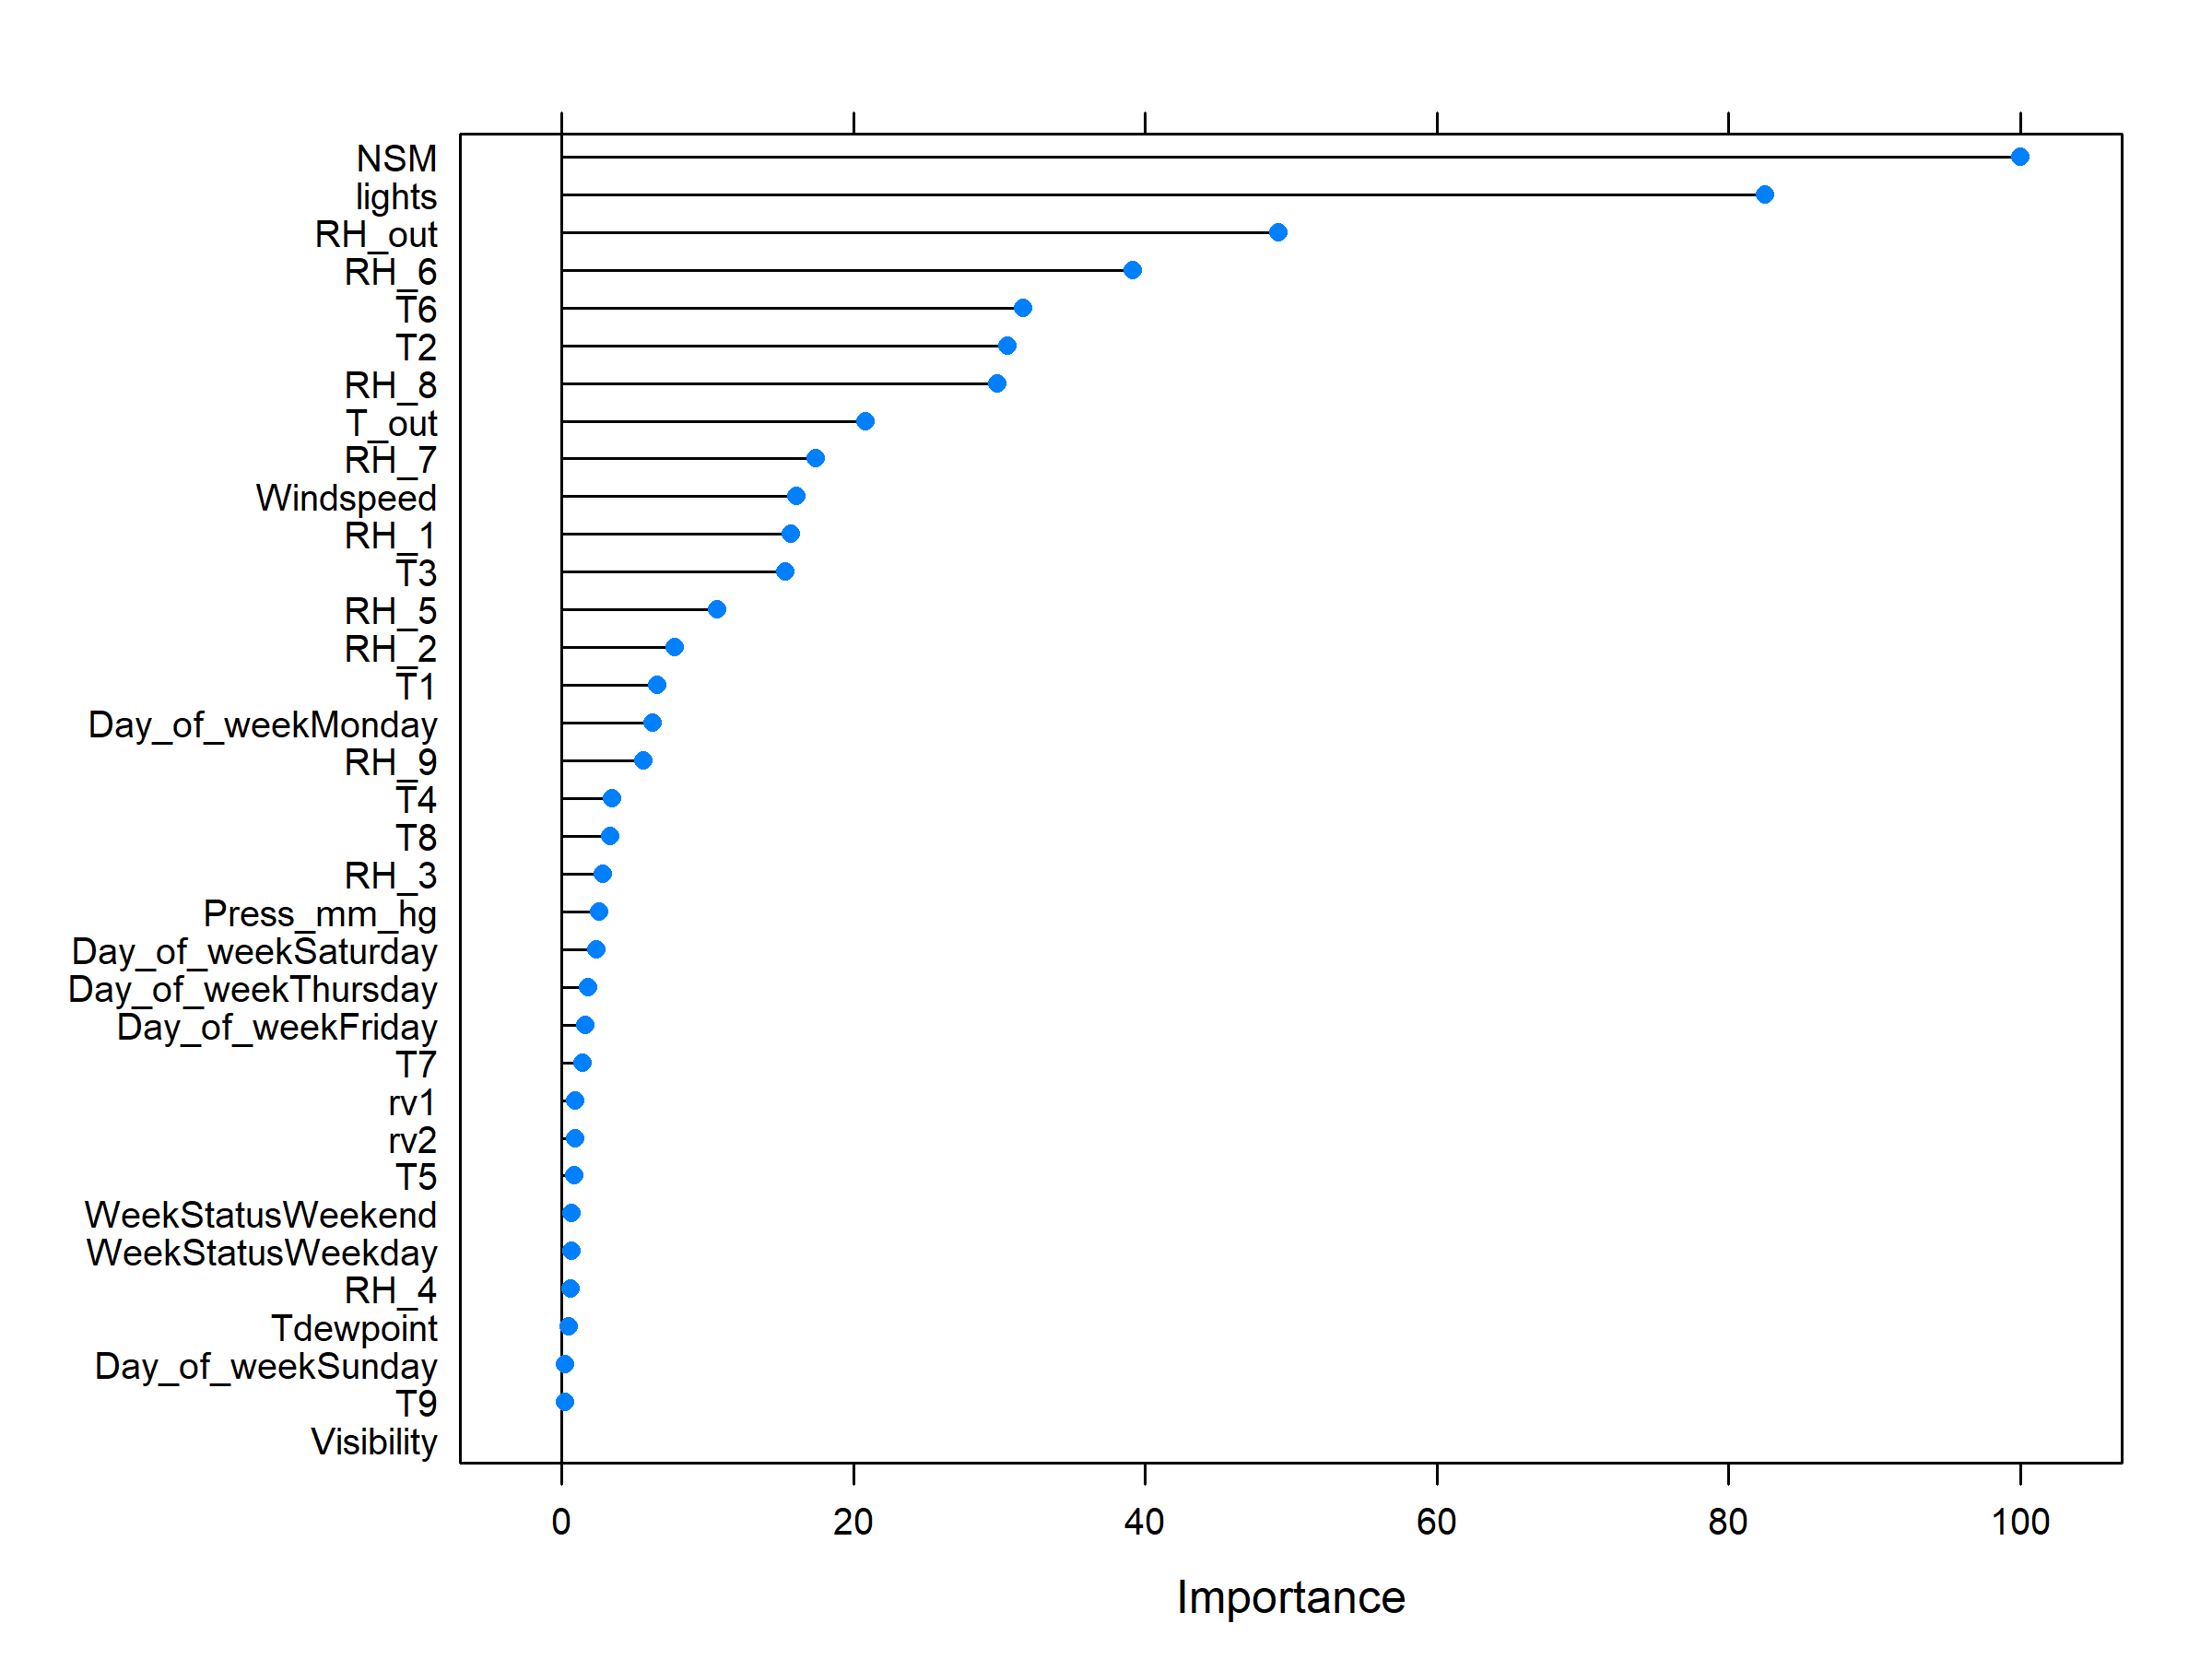 NSM
lights
RH_out
RH_6
T6
T2
RH_8
T_out
RH_7
Windspeed
RH_1
T3
RH_5
RH_2
T1
Day_of_weekMonday
RH_9
T4
T8
RH_3
Press_mm_hg
Day_of_weekSaturday
Day_of_weekThursday
Day_of_weekFriday
T7
rv1
rv2
T5
WeekStatusWeekend
WeekStatusWeekday
RH_4
Tdewpoint
Day_of_weekSunday
T9
Visibility
0 20 40 60 80 100
Importance